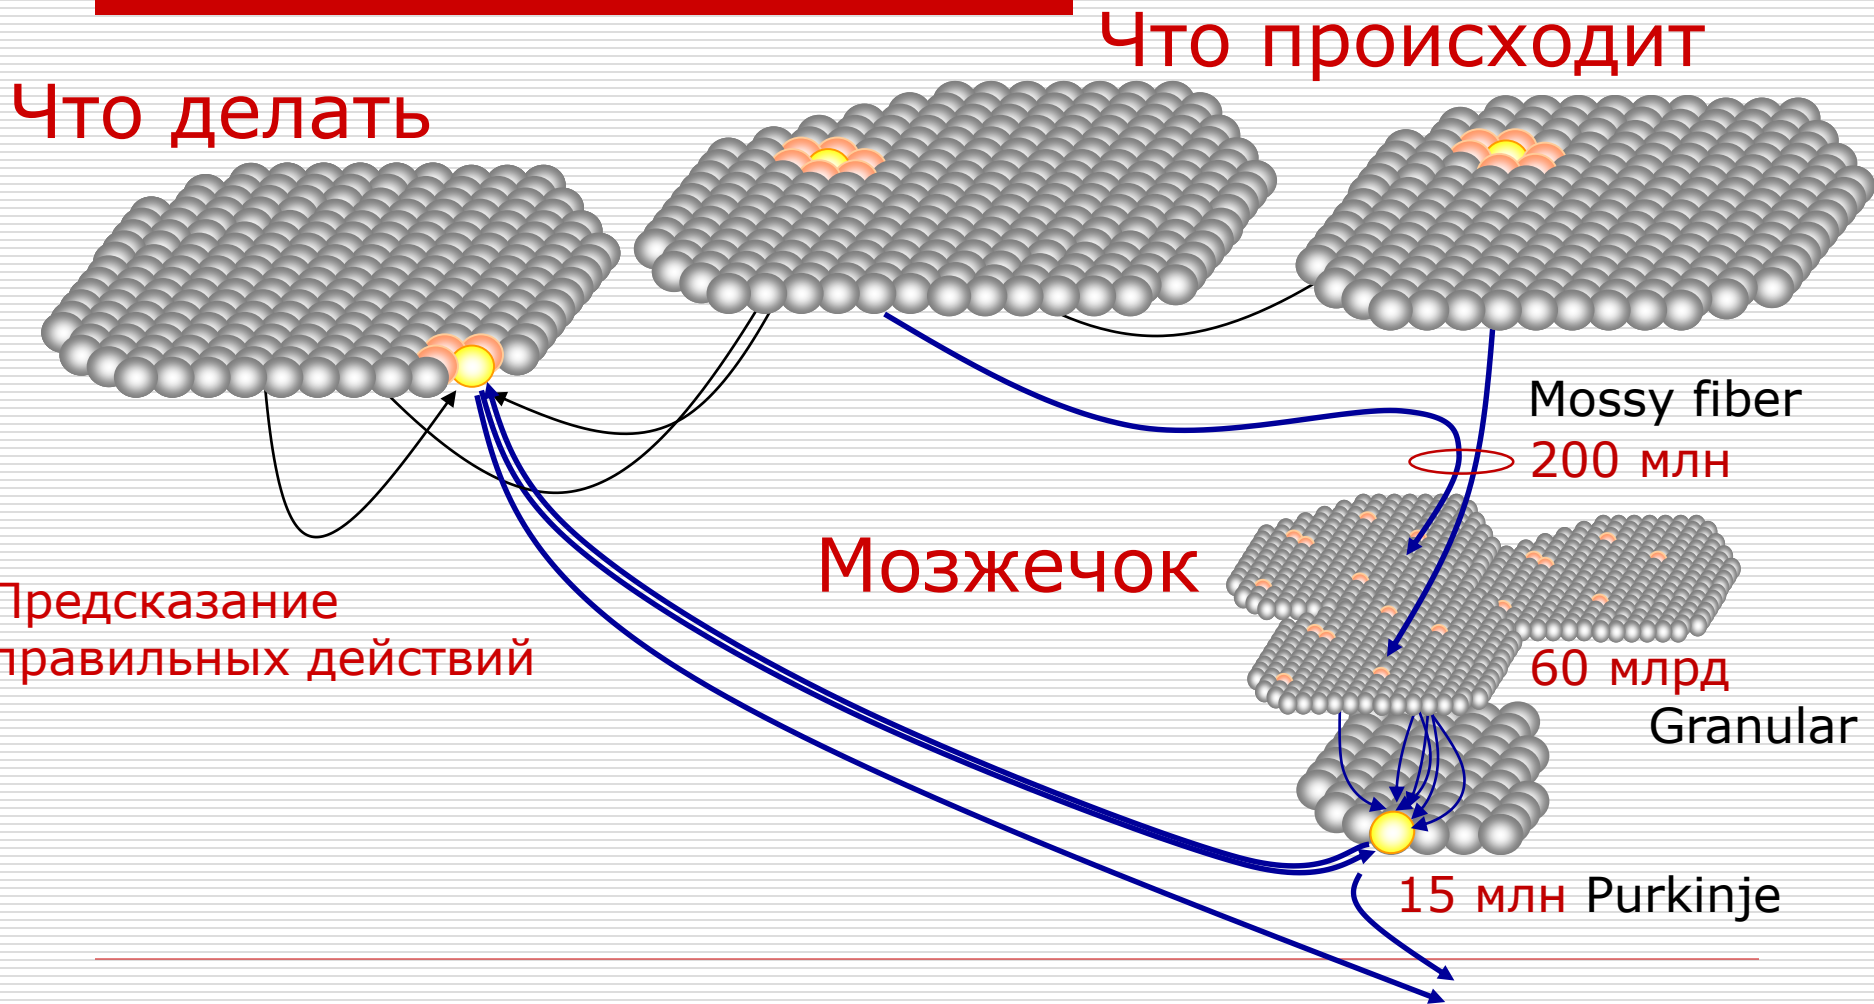 Что происходит
Что делать
Mossy fiber
200 млн
Мозжечок
Предсказание
правильных действий
60 млрд
Granular
15 млн Purkinje